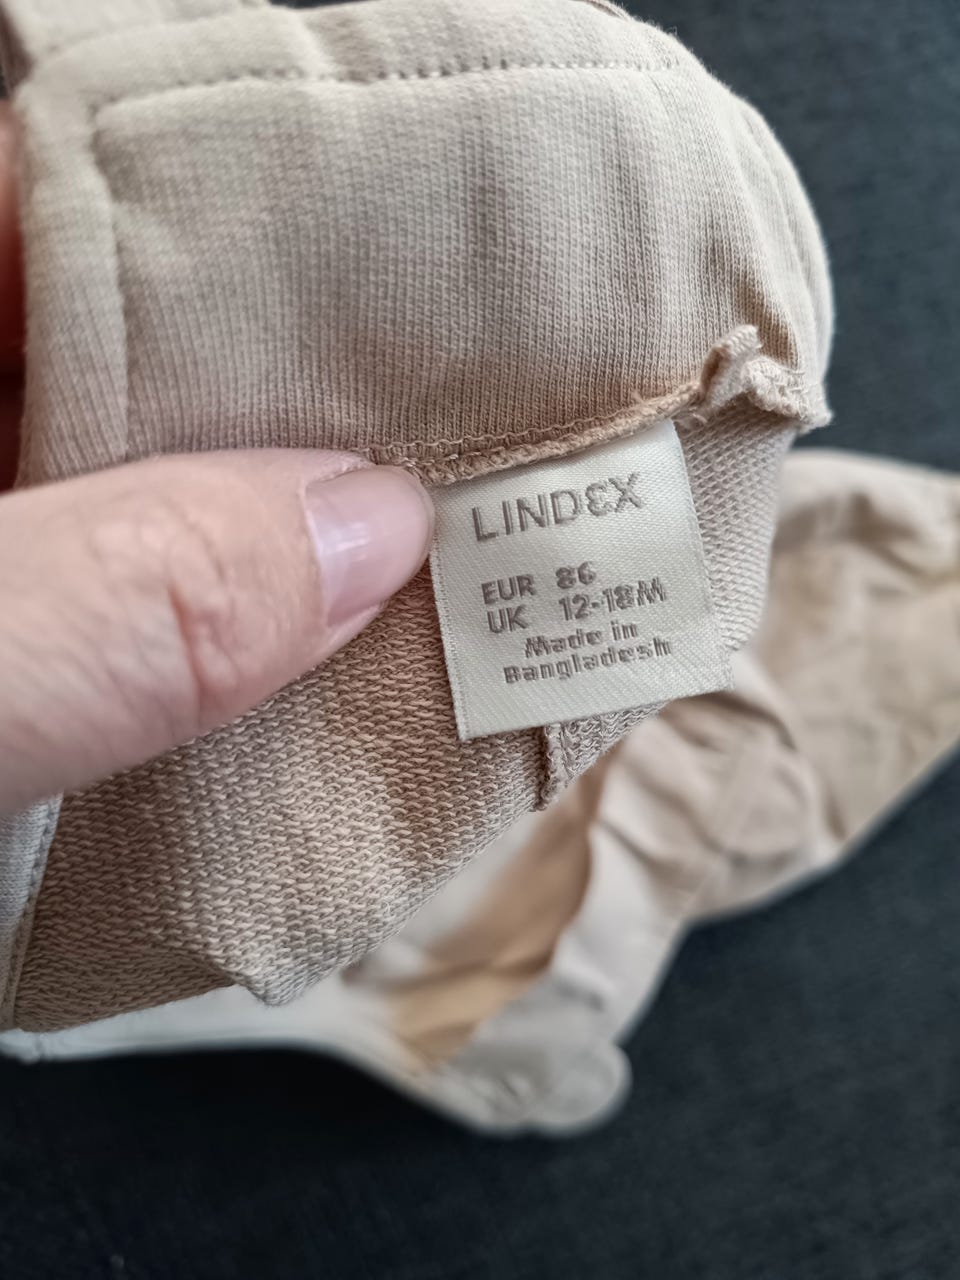 LINDEX
EUR 86
UK 12-18M
Made in
Bangladesh